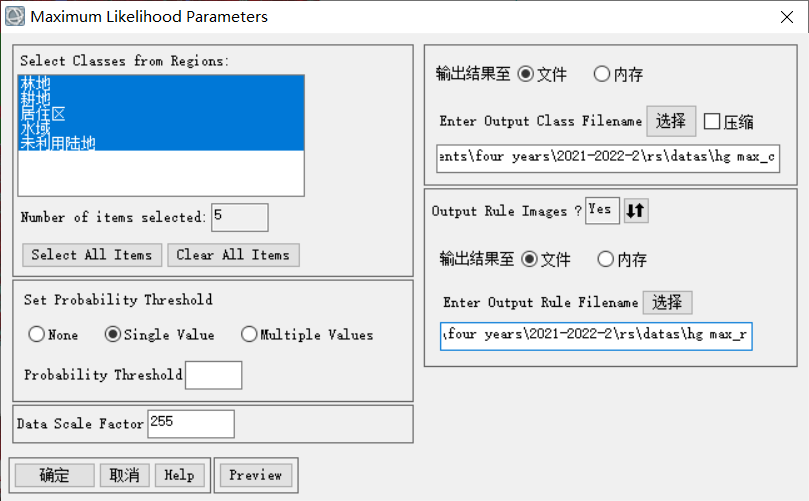 Maximum Likelihood Parameters
Select Classes from Regions:
林地
耕地
居住区
水域
未利用陆地
Number of items selected: 5
Select All Items Clear All Items
Set Probability Threshold
None Single Value Multiple Values
Probability Threshold
Data Scale Factor 255
确定 取消 Help Preview
输出结果至 文件 内存
Enter Output Class Filename 选择 压缩
ents\four years\2021-2022-2\rs\datas\hg max_c
Output Rule Images ? Yes
输出结果至 文件 内存
Enter Output Rule Filename 选择
\four years\2021-2022-2\rs\datas\hg max_r